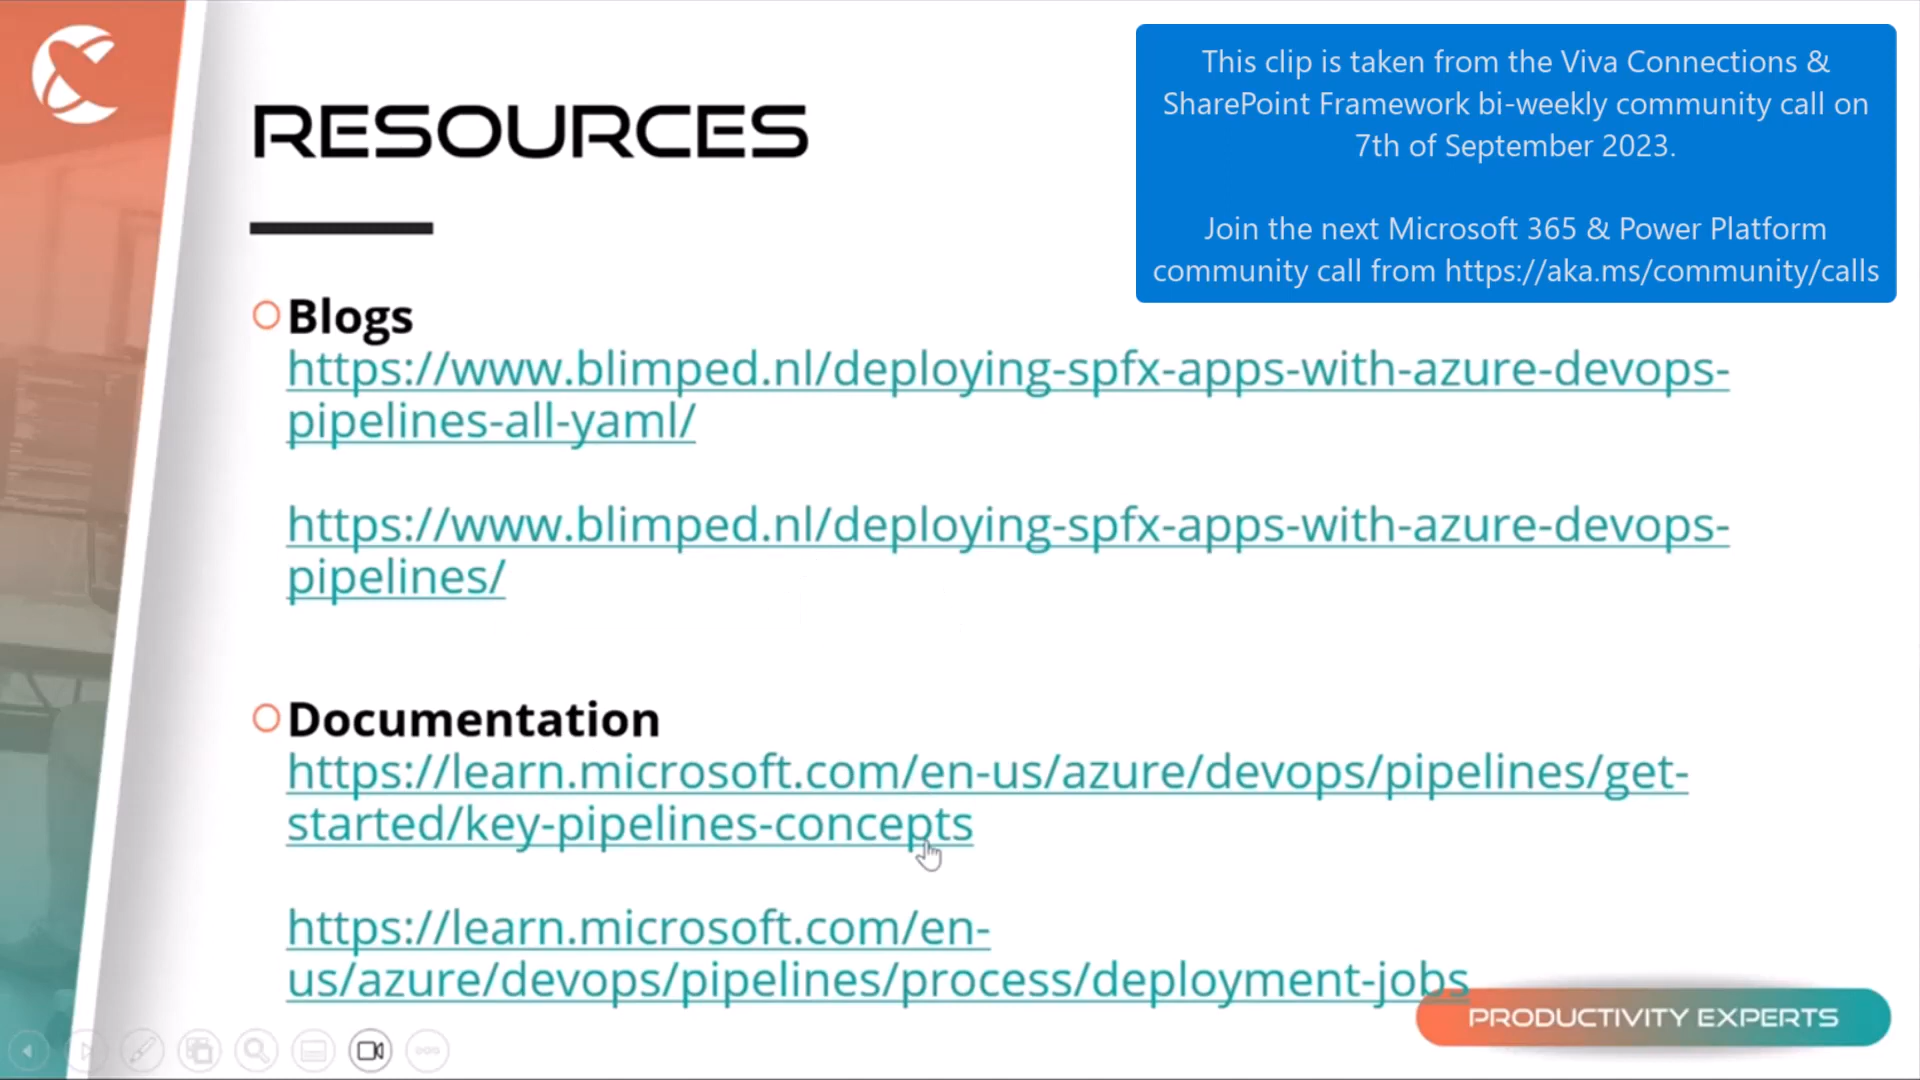 RESOURCES
This clip is taken from the Viva Connections &
SharePoint Framework bi-weekly community call on
7th of September 2023.
Join the next Microsoft 365 & Power Platform
community call from https://aka.ms/community/calls
Blogs
https://www.blimped.nl/deploying-spfx-apps-with-azure-devops-
pipelines-all-yaml/
https://www.blimped.nl/deploying-spfx-apps-with-azure-devops-
pipelines/
Documentation
https://learn.microsoft.com/en-us/azure/devops/pipelines/get-
started/key-pipelines-concepts
https://learn.microsoft.com/en-
us/azure/devops/pipelines/process/deployment-jobs
PRODUCTIVITY EXPERTS